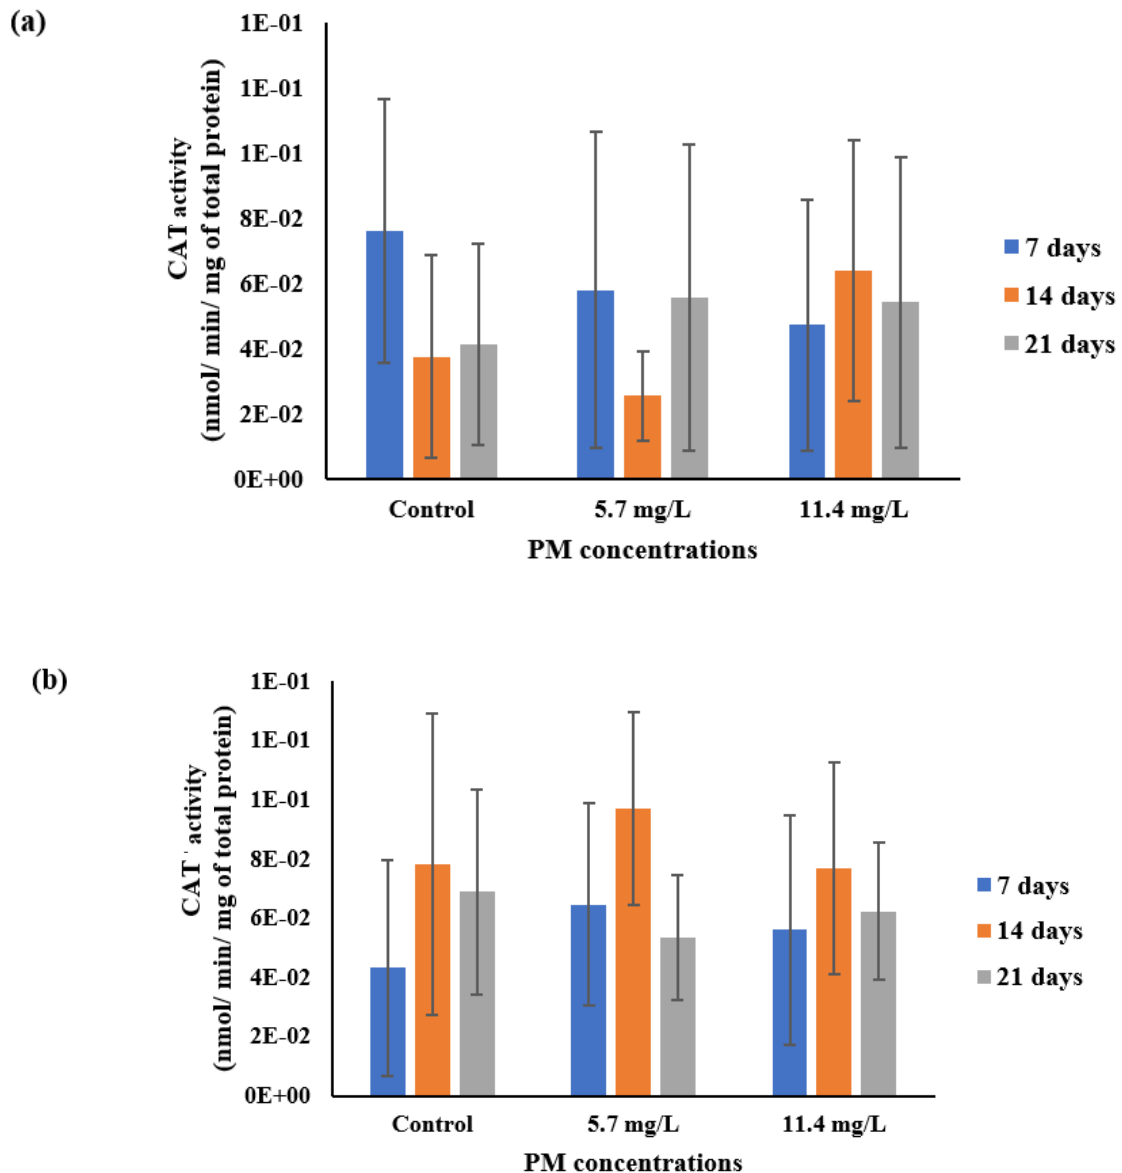 (a)
1E-01
1E-01
1E-01
8E-02
6E-02
4E-02
2E-02
0E+00
CAT activity
(nmol/ min/ mg of total protein)
Control
5.7 mg/L
11.4 mg/L
PM concentrations
7 days
14 days
21 days
(b)
1E-01
1E-01
1E-01
8E-02
6E-02
4E-02
2E-02
0E+00
CAT activity
(nmol/ min/ mg of total protein)
Control
5.7 mg/L
11.4 mg/L
PM concentrations
7 days
14 days
21 days